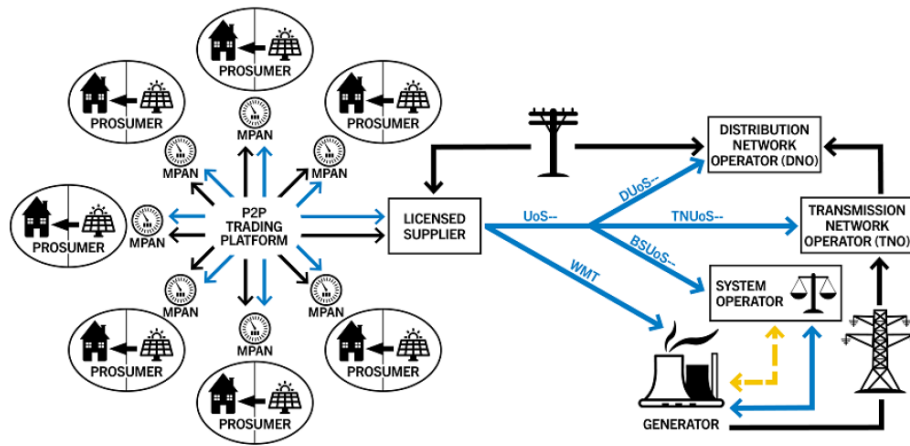 PROSUMER
PROSUMER
PROSUMER
MPAN
MPAN
MPAN
DISTRIBUTION
NETWORK
OPERATOR (DNO)
PROSUMER
MPAN
P2P
TRADING
PLATFORM
LICENSED
SUPPLIER
UoS--
DUoS--
TNUoS--
BSUoS--
WMT
TRANSMISSION
NETWORK
OPERATOR (TNO)
SYSTEM
OPERATOR
MPAN
MPAN
MPAN
PROSUMER
PROSUMER
PROSUMER
GENERATOR